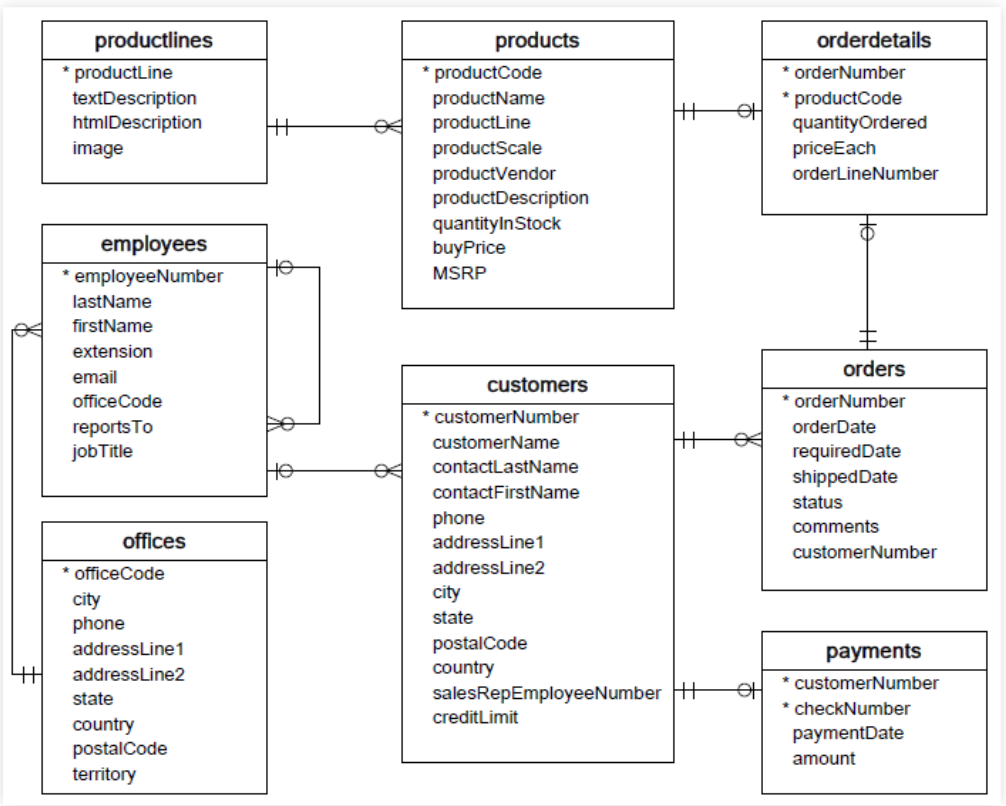 productlines
* productLine
textDescription
htmlDescription
image
products
* productCode
productName
productLine
productScale
productVendor
productDescription
quantityInStock
buyPrice
MSRP
orderdetails
* orderNumber
* productCode
quantityOrdered
priceEach
orderLineNumber
employees
* employeeNumber
lastName
firstName
extension
email
officeCode
reportsTo
jobTitle
customers
* customerNumber
customerName
contactLastName
contactFirstName
phone
addressLine1
addressLine2
city
state
postalCode
country
salesRepEmployeeNumber
creditLimit
orders
* orderNumber
orderDate
requiredDate
shippedDate
status
comments
customerNumber
offices
* officeCode
city
phone
addressLine1
addressLine2
state
country
postalCode
territory
payments
* customerNumber
* checkNumber
paymentDate
amount